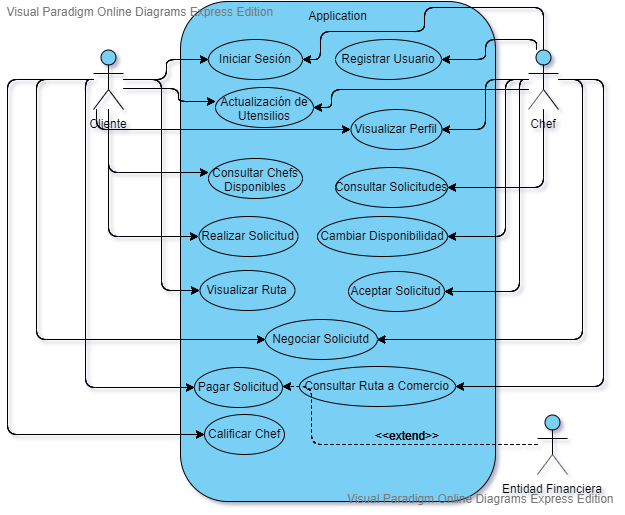 Visual Paradigm Online Diagrams Express Edition
Application
Iniciar Sesión
Registrar Usuario
Actualización de
Utensilios
Cliente
Visualizar Perfil
Chef
Consultar Chefs
Disponibles
Consultar Solicitudes
Realizar Solicitud
Cambiar Disponibilidad
Visualizar Ruta
Aceptar Solicitud
Negociar Soliciutd
Pagar Solicitud
Consultar Ruta a Comercio
Calificar Chef
<<extend>>
Entidad Financiera
Visual Paradigm Online Diagrams Express Edition